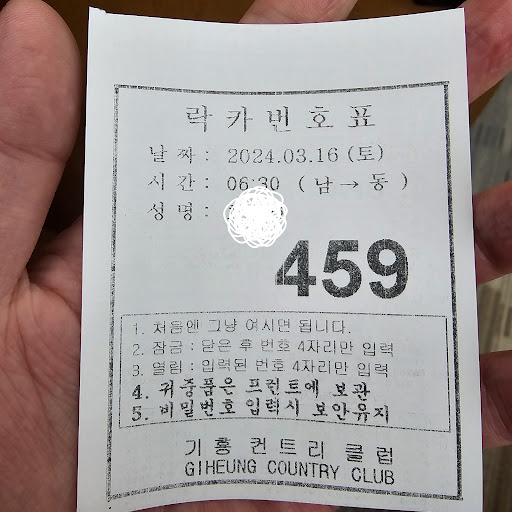 락카번호표
날 짜 : 2024.03.16 (토)
시 간 : 06:30 ( 남 → 동 )
성 명 :
459
1. 처음엔 그냥 여시면 됩니다.
2. 잠금 : 닫은 후 번호 4자리만 입력
3. 열림 : 입력된 번호 4자리만 입력
4. 귀중품은 프런트에 보관
5. 비밀번호 입력시 보안유지
기 흥 컨 트 리 클 럽
GIHEUNG COUNTRY CLUB